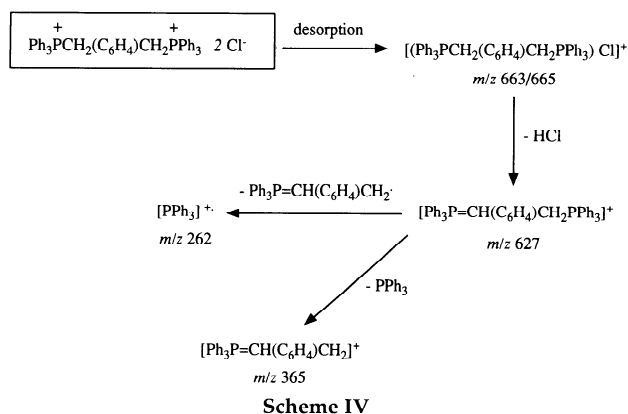 + +
Ph₃PCH₂(C₆H₄)CH₂PPh₃ 2 Cl⁻
desorption
[(Ph₃PCH₂(C₆H₄)CH₂PPh₃) Cl]⁺
m/z 663/665
- HCl
- Ph₃P=CH(C₆H₄)CH₂·
[PPh₃]⁺·
[Ph₃P=CH(C₆H₄)CH₂PPh₃]⁺
m/z 262
m/z 627
- PPh₃
[Ph₃P=CH(C₆H₄)CH₂]⁺
m/z 365
Scheme IV